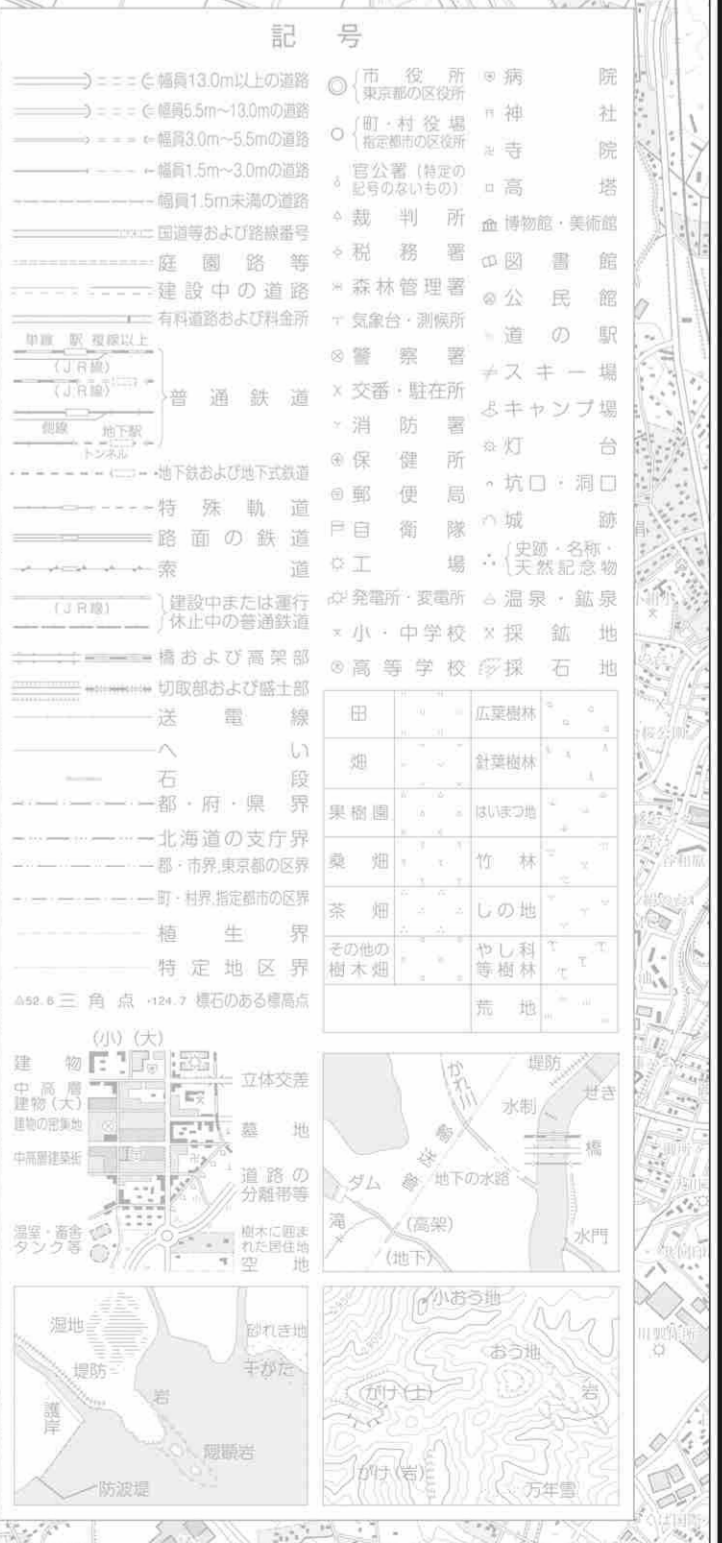 記号
幅員13.0m以上の道路
幅員5.5m～13.0mの道路
幅員3.0m～5.5mの道路
幅員1.5m～3.0mの道路
幅員1.5m未満の道路
国道等および路線番号
庭園路等
建設中の道路
有料道路および料金所
単線 駅 複線以上
(JR線)
(JR線)
普通鉄道
側線 地下駅
トンネル
地下鉄および地下式鉄道
特殊軌道
路面の鉄道
索道
(JR線)
建設中または運行
休止中の普通鉄道
橋および高架部
切取部および盛土部
送電線
へい
石段
都・府・県界
北海道の支庁界
郡・市界,東京都の区界
町・村界,指定都市の区界
植生界
特定地区界
52.6 三角点 124.7 標石のある標高点
市役所
東京都の区役所
町・村役場
指定都市の区役所
官公署(特定の
記号のないもの)
裁判所
税務署
森林管理署
気象台・測候所
警察署
交番・駐在所
消防署
保健所
郵便局
自衛隊
工場
発電所・変電所
小・中学校
高等学校
病院
神社
寺院
高塔
博物館・美術館
図書館
公民館
道の駅
スキー場
キャンプ場
灯台
坑口・洞口
城跡
史跡・名称・
天然記念物
温泉・鉱泉
採鉱地
採石地
田 広葉樹林
畑 針葉樹林
果樹園 はいまつ地
桑畑 竹林
茶畑 しの地
その他の
樹木畑
やし科
等樹林
荒地
(小)(大)
建物
中高層
建物(大)
建物の密集地
中高層建築街
温室・畜舎
タンク等
立体交差
墓地
道路の
分離帯等
樹木に囲ま
れた居住地
空地
かれ川
堤防
せき
水制
橋
輸送管
地下の水路
ダム
滝
(高架)
(地下)
水門
湿地
砂れき地
干がた
堤防
岩
護岸
隠顕岩
防波堤
小おう地
おう地
がけ(土)
岩
がけ(岩)
万年雪